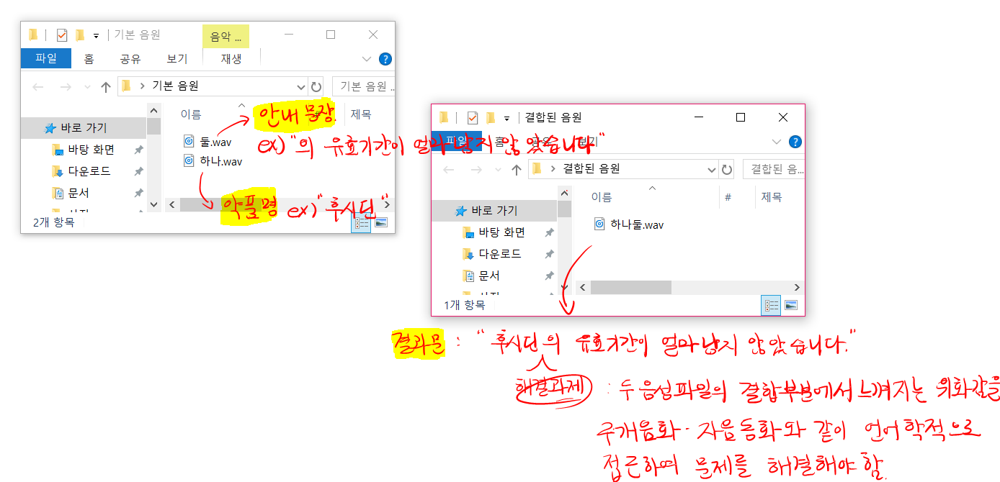 기본 음원
음악 ...
파일 홈 공유 보기 재생
기본 음원
기본 음원 ..
이름 # 제목
바로 가기
바탕 화면
다운로드
문서
둘.wav
하나.wav
2개 항목
안내 문장.
ex) "의 유효기간이 얼마 남지 않았습니다"
약품명 ex) "후시딘"
결합된 음원
파일 홈 공유 보기
결합된 음원
결합된 음...
이름 # 제목
바로 가기
바탕 화면
다운로드
문서
하나둘.wav
1개 항목
결과문 : "후시딘의 유효기간이 얼마남지 않았습니다."
해결과제 : 두 음성파일의 결합부분에서 느껴지는 위화감을
구개음화 · 자음동화와 같이 언어학적으로
접근하여 문제를 해결해야 함.